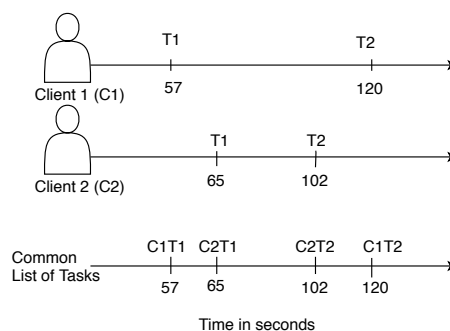 T1 T2
57 120
Client 1 (C1)
T1 T2
65 102
Client 2 (C2)
C1T1 C2T1 C2T2 C1T2
Common
List of Tasks
57 65 102 120
Time in seconds